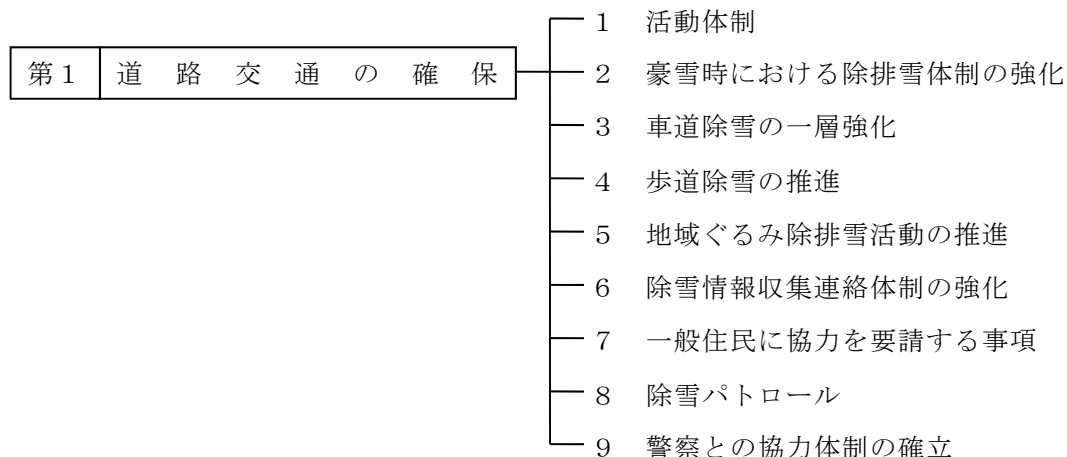 第１ 道路交通の確保
１ 活動体制
２ 豪雪時における除排雪体制の強化
３ 車道除雪の一層強化
４ 歩道除雪の推進
５ 地域ぐるみ除排雪活動の推進
６ 除雪情報収集連絡体制の強化
７ 一般住民に協力を要請する事項
８ 除雪パトロール
９ 警察との協力体制の確立